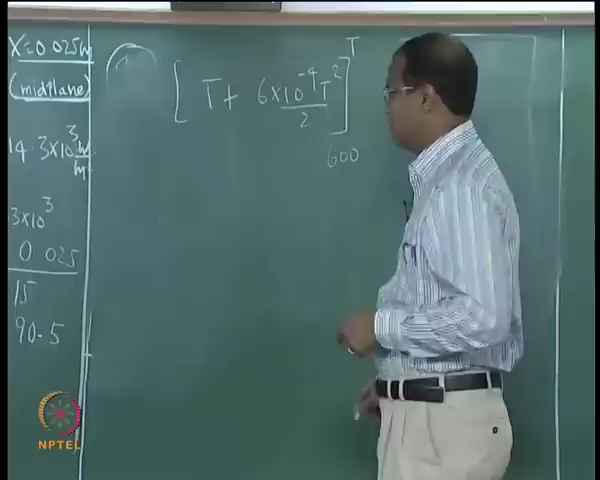 X=0.025m
(midplane)
14.3×10³ W/m
3×10³
0.025
15
90.5
[T + 6×10⁻⁴T²/2]
T
600
NPTEL